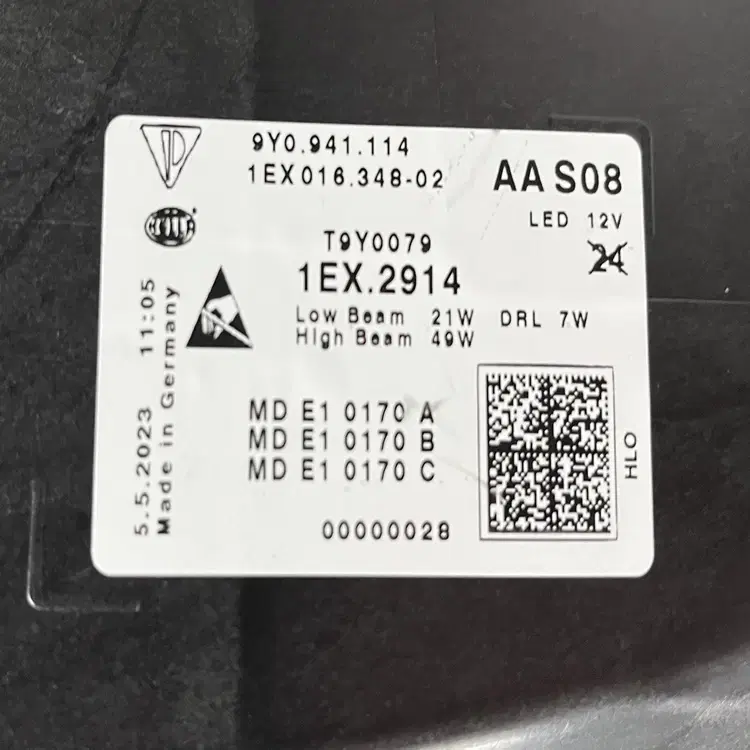 9Y0.941.114
1EX016.348-02
AA S08
LED 12V
24
HELLA
T9Y0079
1EX.2914
Low Beam 21W DRL 7W
High Beam 49W
5.5.2023 11:05
Made in Germany
MD E1 0170 A
MD E1 0170 B
MD E1 0170 C
HLO
00000028